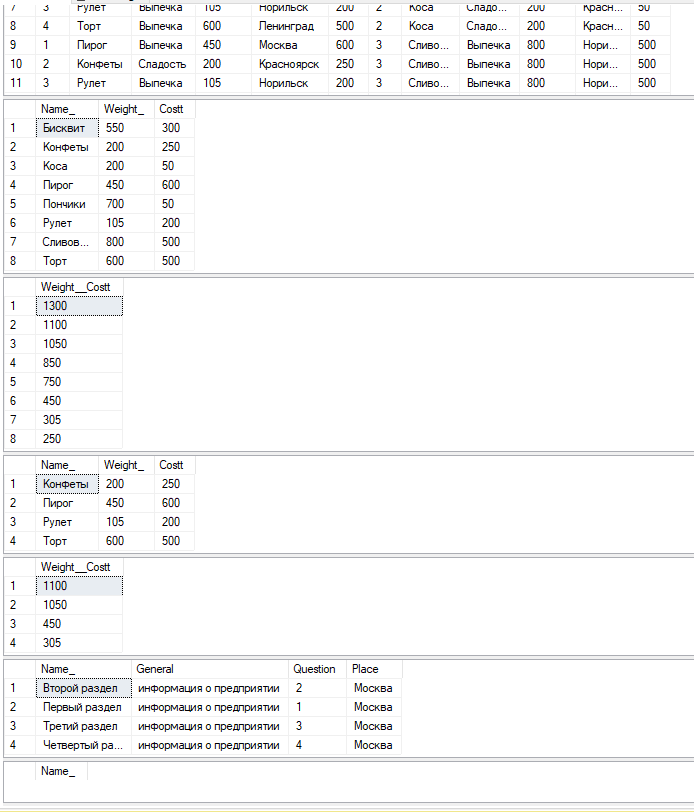 7 3 Рулет Выпечка 105 Норильск 200 2 Коса Сладо... 200 Красн... 50
8 4 Торт Выпечка 600 Ленинград 500 2 Коса Сладо... 200 Красн... 50
9 1 Пирог Выпечка 450 Москва 600 3 Сливо... Выпечка 800 Нори... 500
10 2 Конфеты Сладость 200 Красноярск 250 3 Сливо... Выпечка 800 Нори... 500
11 3 Рулет Выпечка 105 Норильск 200 3 Сливо... Выпечка 800 Нори... 500
Name_ Weight_ Costt
1 Бисквит 550 300
2 Конфеты 200 250
3 Коса 200 50
4 Пирог 450 600
5 Пончики 700 50
6 Рулет 105 200
7 Сливов... 800 500
8 Торт 600 500
Weight__Costt
1 1300
2 1100
3 1050
4 850
5 750
6 450
7 305
8 250
Name_ Weight_ Costt
1 Конфеты 200 250
2 Пирог 450 600
3 Рулет 105 200
4 Торт 600 500
Weight__Costt
1 1100
2 1050
3 450
4 305
Name_ General Question Place
1 Второй раздел информация о предприятии 2 Москва
2 Первый раздел информация о предприятии 1 Москва
3 Третий раздел информация о предприятии 3 Москва
4 Четвертый ра... информация о предприятии 4 Москва
Name_